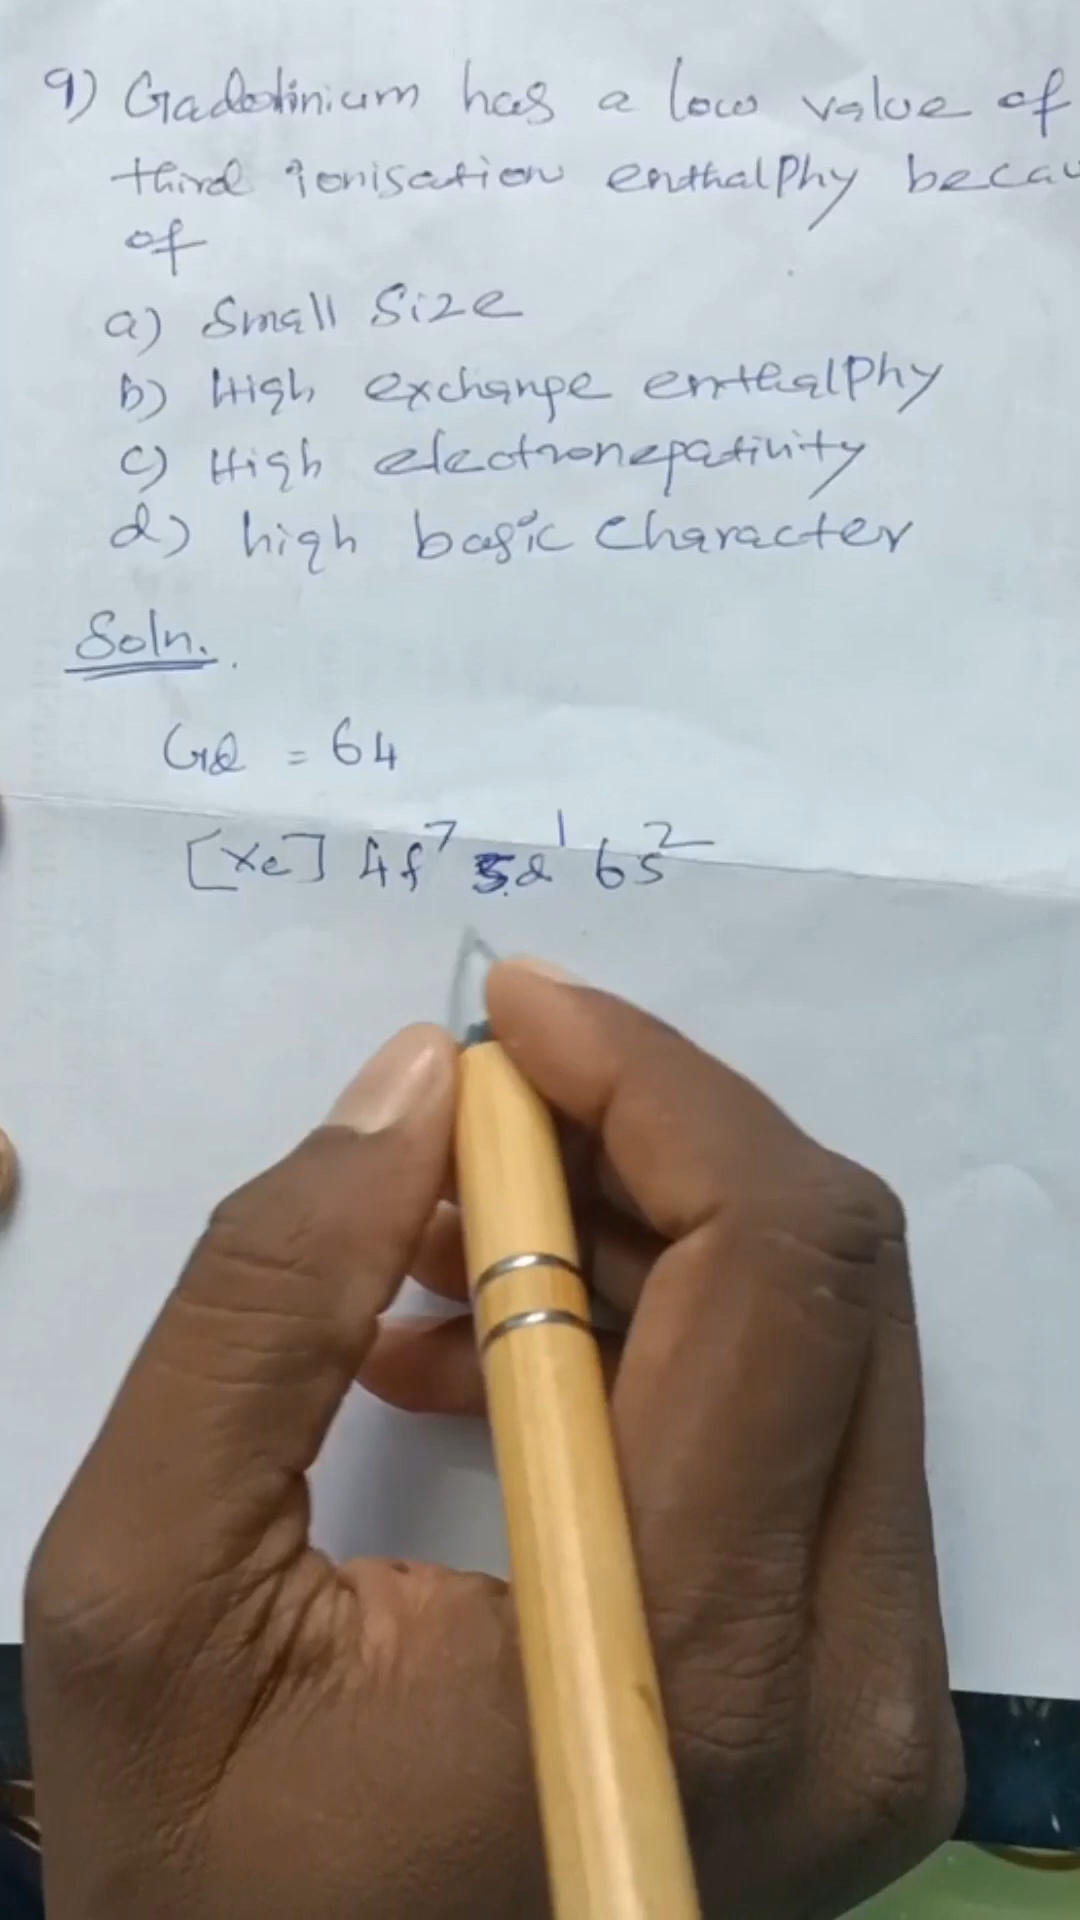 9) Gadolinium has a low value of
third ionisation enthalphy becau
of
a) Small Size
b) High exchange enthalphy
c) High electronegativity
d) high basic character
Soln.
Gd = 64
[Xe] 4f⁷ 5d¹ 6s²